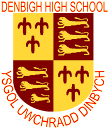 DENBIGH HIGH SCHOOL
YSGOL UWCHRADD DINBYCH